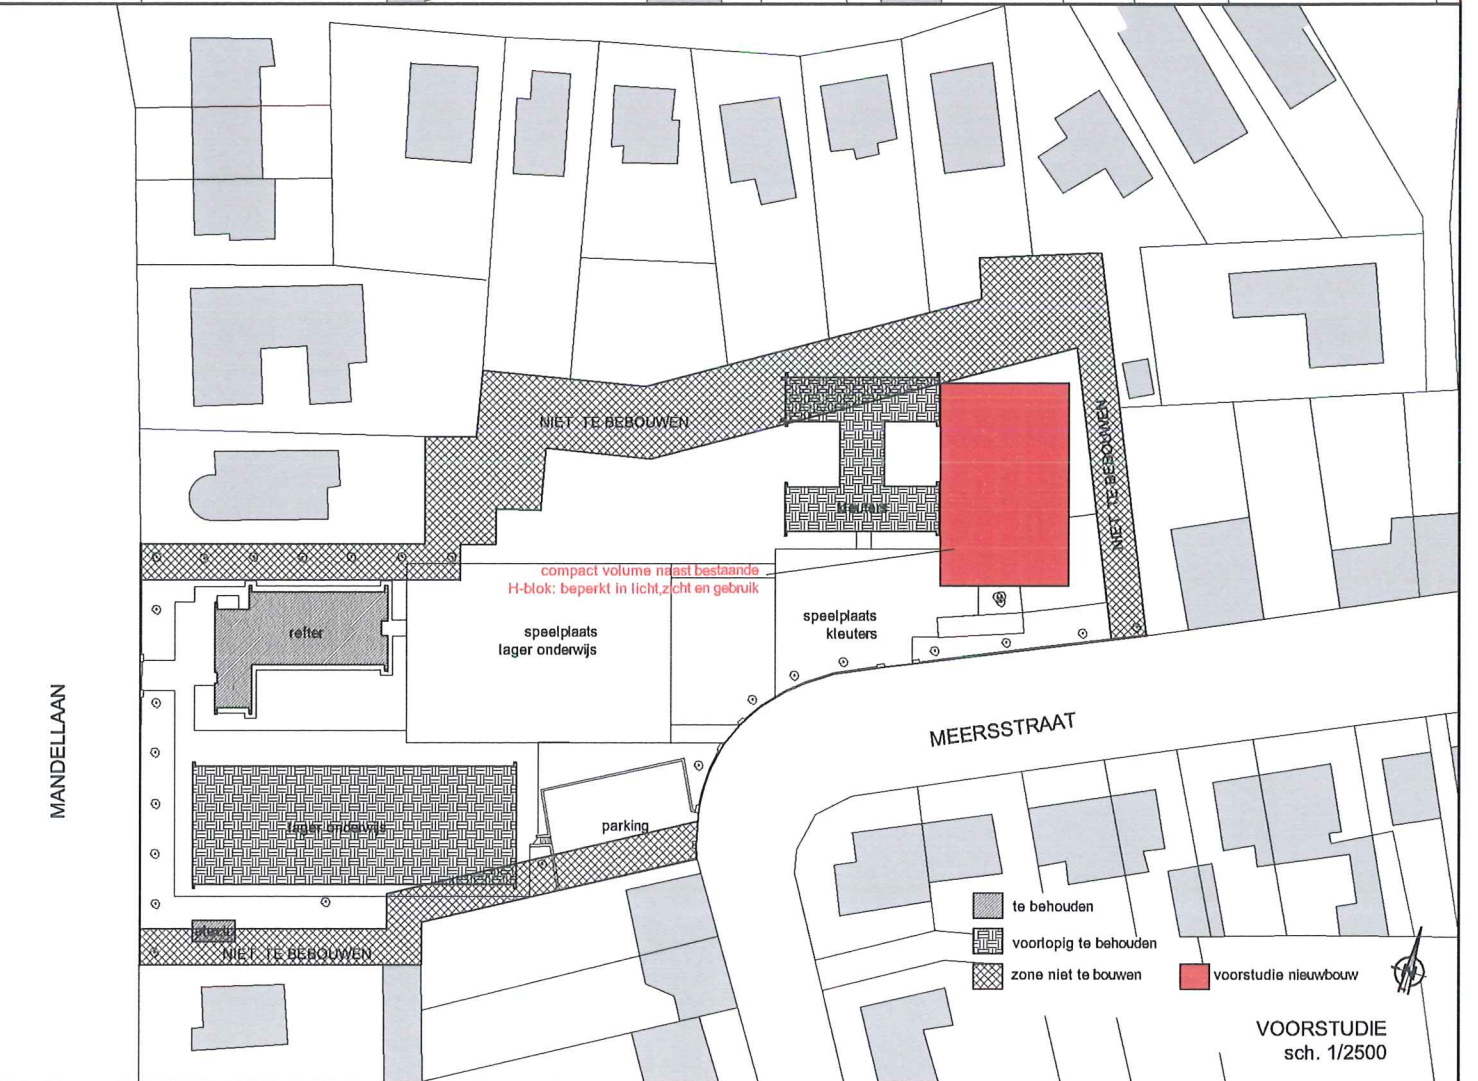 NIET TE BEBOUWEN
NIET TE BEBOUWEN
kleuters
compact volume naast bestaande
H-blok: beperkt in licht,zicht en gebruik
speelplaats
kleuters
refter
speelplaats
lager onderwijs
MANDELLAAN
MEERSSTRAAT
lager onderwijs
parking
NIET TE BEBOUWEN
te behouden
voorlopig te behouden
zone niet te bouwen
voorstudie nieuwbouw
VOORSTUDIE
sch. 1/2500